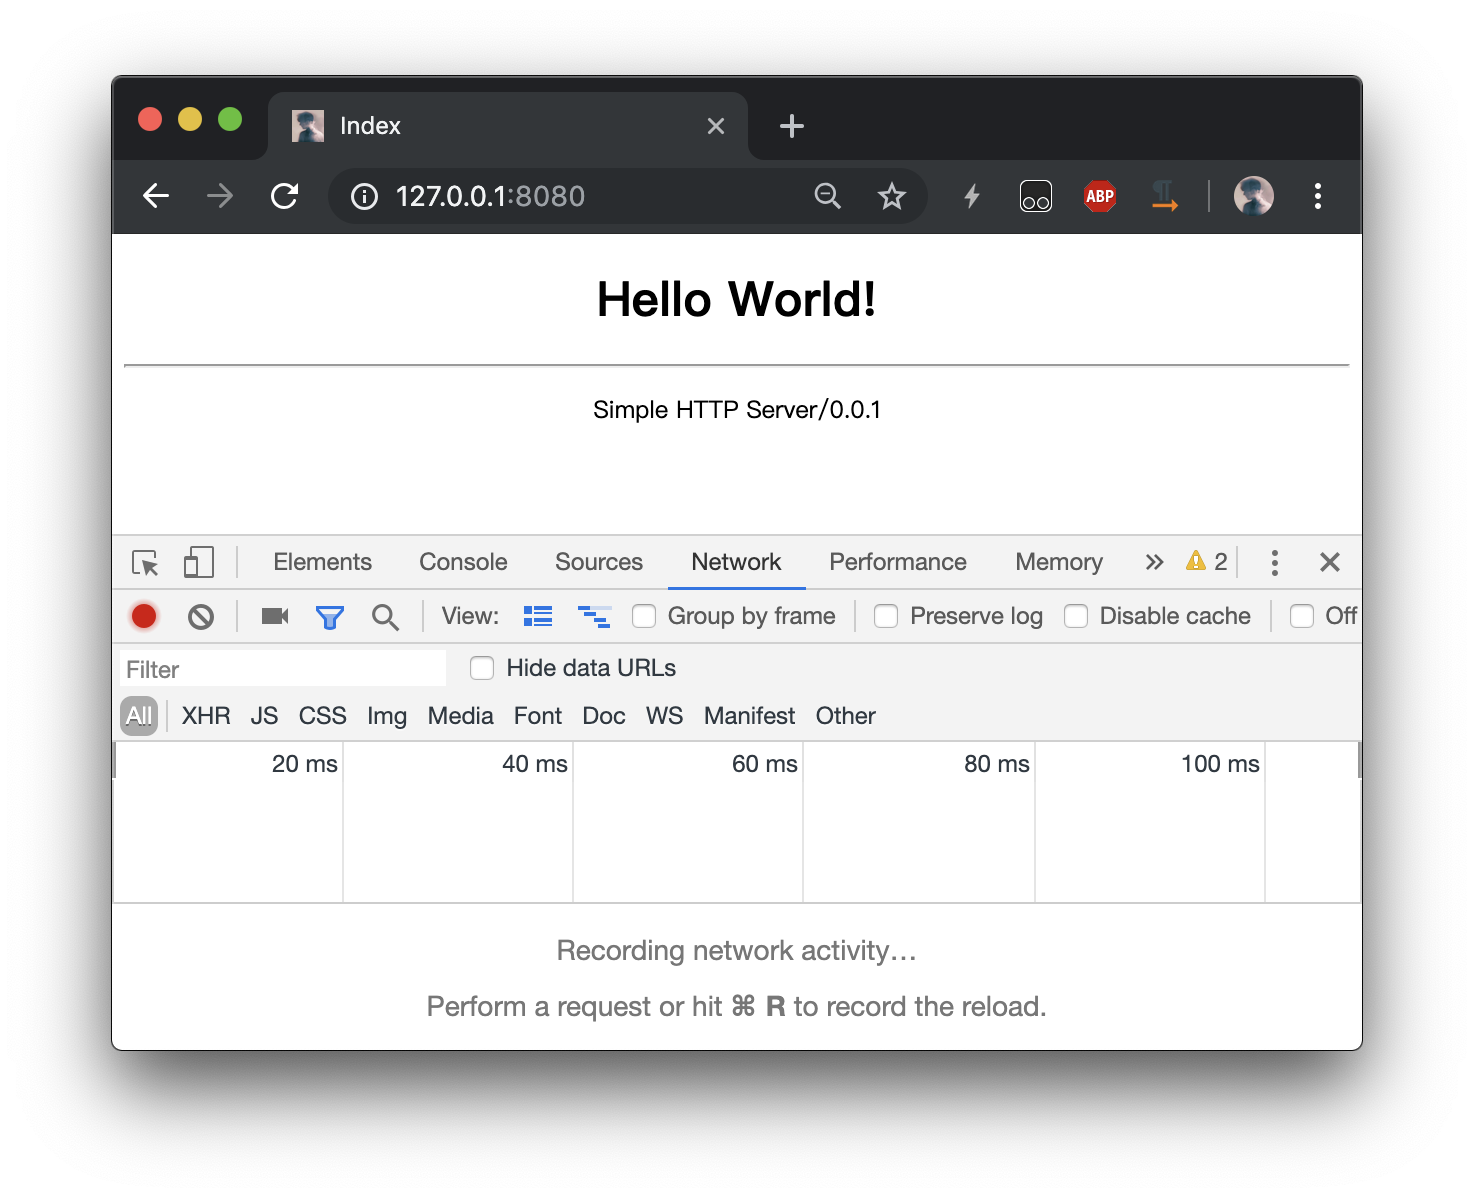 Index
127.0.0.1:8080
ABP
Hello World!
Simple HTTP Server/0.0.1
Elements Console Sources Network Performance Memory » 2
View: Group by frame Preserve log Disable cache Off
Filter Hide data URLs
All XHR JS CSS Img Media Font Doc WS Manifest Other
20 ms 40 ms 60 ms 80 ms 100 ms
Recording network activity…
Perform a request or hit ⌘ R to record the reload.